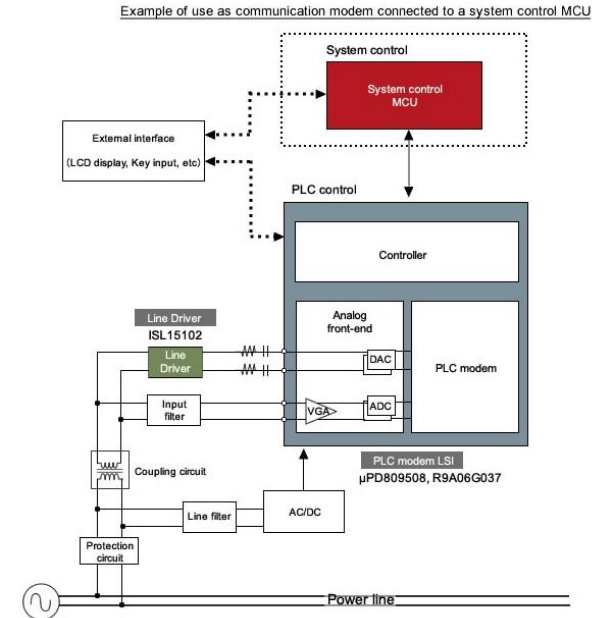 Example of use as communication modem connected to a system control MCU
System control
System control
MCU
External interface
(LCD display, Key input, etc)
PLC control
Controller
Analog
front-end
Line Driver
ISL15102
Line
Driver
DAC
PLC modem
Input
filter
VGA
ADC
PLC modem LSI
μPD809508, R9A06G037
Coupling circuit
Line filter
AC/DC
Protection
circuit
Power line